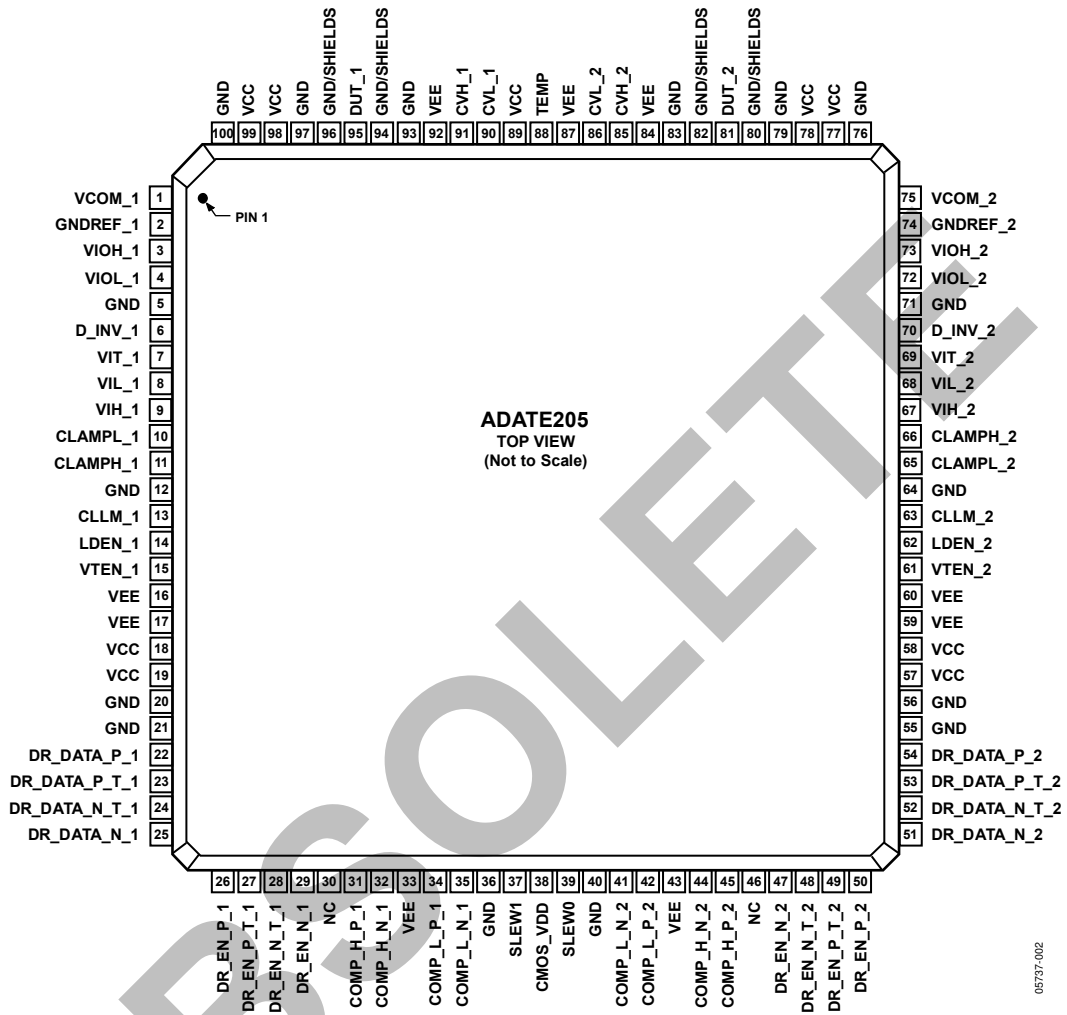 GND VCC VCC GND GND/SHIELDS DUT_1 GND/SHIELDS GND VEE CVH_1 CVL_1 VCC TEMP VEE CVL_2 CVH_2 VEE GND GND/SHIELDS DUT_2 GND/SHIELDS GND VCC VCC GND
100 99 98 97 96 95 94 93 92 91 90 89 88 87 86 85 84 83 82 81 80 79 78 77 76
VCOM_1 1 PIN 1 75 VCOM_2
GNDREF_1 2 74 GNDREF_2
VIOH_1 3 73 VIOH_2
VIOL_1 4 72 VIOL_2
GND 5 71 GND
D_INV_1 6 70 D_INV_2
VIT_1 7 69 VIT_2
VIL_1 8 68 VIL_2
VIH_1 9 67 VIH_2
CLAMPL_1 10 66 CLAMPH_2
CLAMPH_1 11 65 CLAMPL_2
GND 12 64 GND
CLLM_1 13 63 CLLM_2
LDEN_1 14 62 LDEN_2
VTEN_1 15 61 VTEN_2
VEE 16 60 VEE
VEE 17 59 VEE
VCC 18 58 VCC
VCC 19 57 VCC
GND 20 56 GND
GND 21 55 GND
DR_DATA_P_1 22 54 DR_DATA_P_2
DR_DATA_P_T_1 23 53 DR_DATA_P_T_2
DR_DATA_N_T_1 24 52 DR_DATA_N_T_2
DR_DATA_N_1 25 51 DR_DATA_N_2
ADATE205
TOP VIEW
(Not to Scale)
26 27 28 29 30 31 32 33 34 35 36 37 38 39 40 41 42 43 44 45 46 47 48 49 50
DR_EN_P_1 DR_EN_P_T_1 DR_EN_N_T_1 DR_EN_N_1 NC COMP_H_P_1 COMP_H_N_1 VEE COMP_L_P_1 COMP_L_N_1 GND SLEW1 CMOS_VDD SLEW0 GND COMP_L_N_2 COMP_L_P_2 VEE COMP_H_N_2 COMP_H_P_2 NC DR_EN_N_2 DR_EN_N_T_2 DR_EN_P_T_2 DR_EN_P_2
05737-002
OBSOLETE